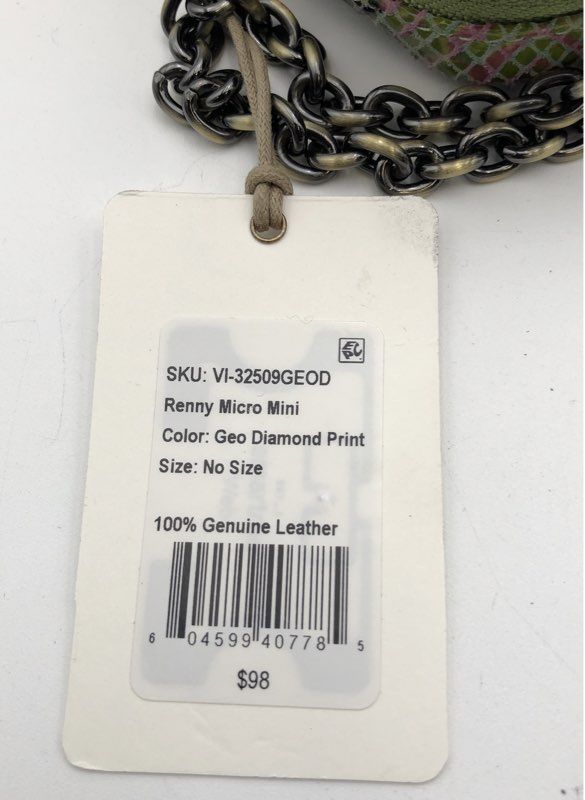 SKU: VI-32509GEOD
Renny Micro Mini
Color: Geo Diamond Print
Size: No Size
100% Genuine Leather
6 04599 40778 5
$98